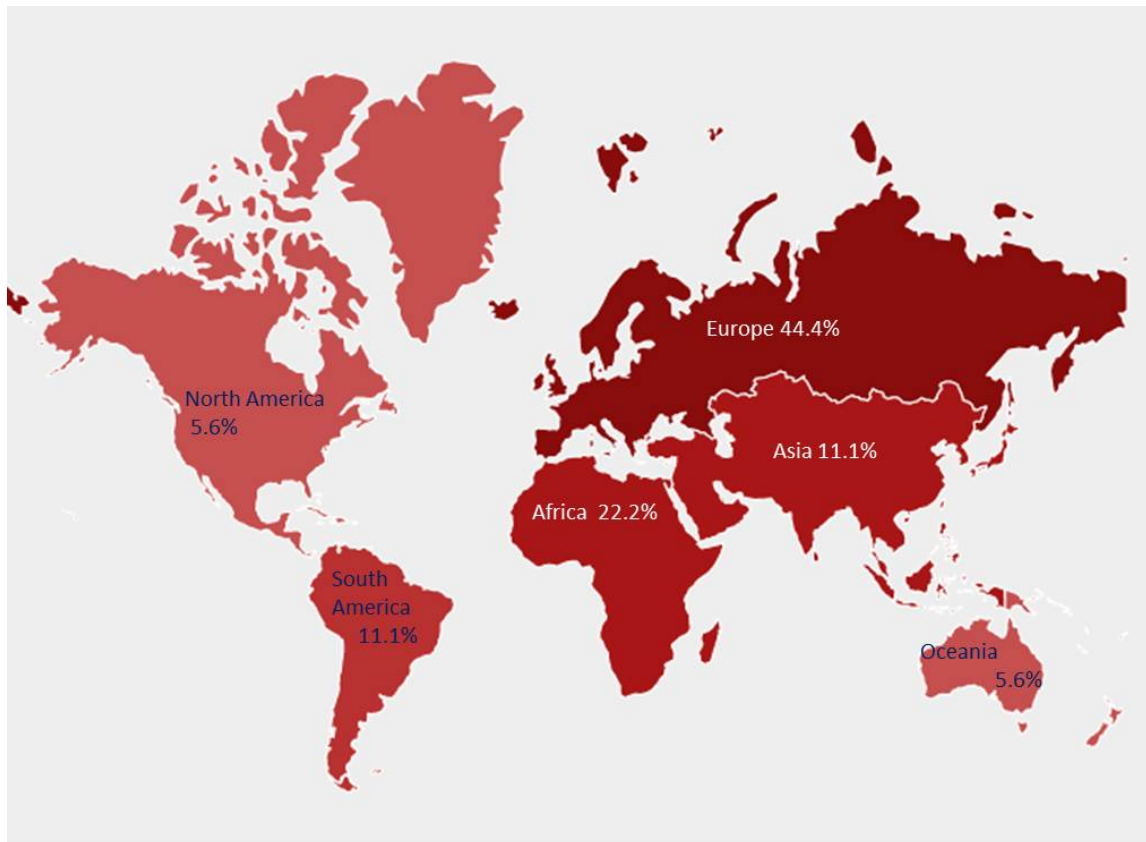 Europe 44.4%
North America
5.6%
Asia 11.1%
Africa 22.2%
South
America
11.1%
Oceania
5.6%